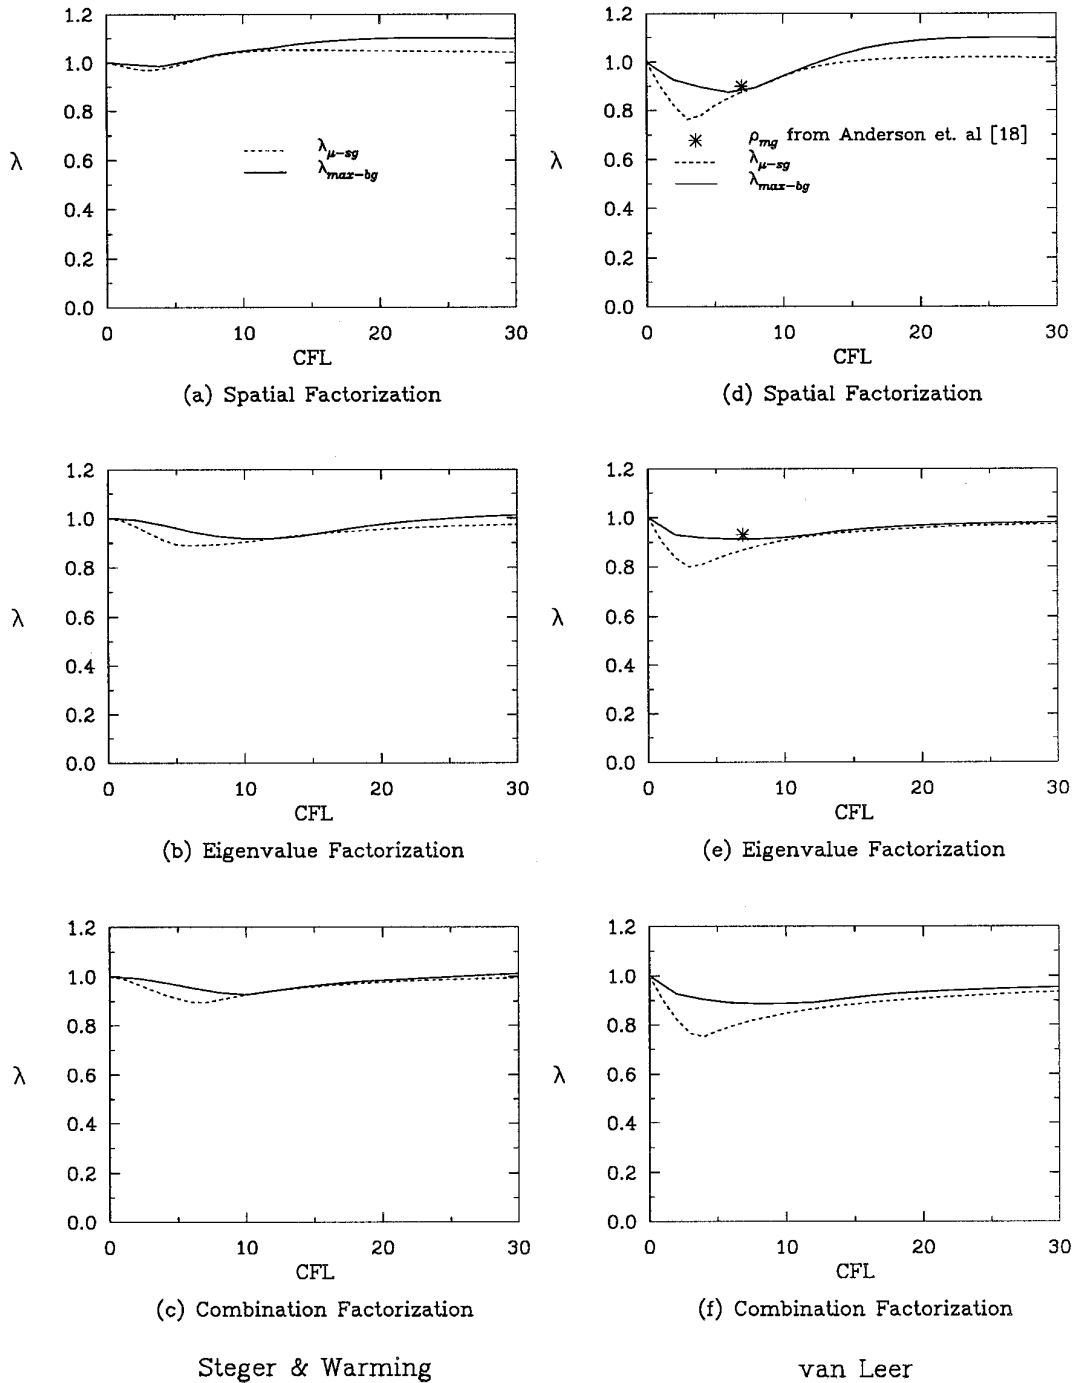 1.2
1.0
0.8
0.6
0.4
0.2
0.0
λ
λμ−sg
λmax−bg
0 10 20 30
CFL
(a) Spatial Factorization
1.2
1.0
0.8
0.6
0.4
0.2
0.0
λ
ρmg from Anderson et. al [18]
λμ−sg
λmax−bg
0 10 20 30
CFL
(d) Spatial Factorization
1.2
1.0
0.8
0.6
0.4
0.2
0.0
λ
0 10 20 30
CFL
(b) Eigenvalue Factorization
1.2
1.0
0.8
0.6
0.4
0.2
0.0
λ
0 10 20 30
CFL
(e) Eigenvalue Factorization
1.2
1.0
0.8
0.6
0.4
0.2
0.0
λ
0 10 20 30
CFL
(c) Combination Factorization
1.2
1.0
0.8
0.6
0.4
0.2
0.0
λ
0 10 20 30
CFL
(f) Combination Factorization
Steger & Warming
van Leer